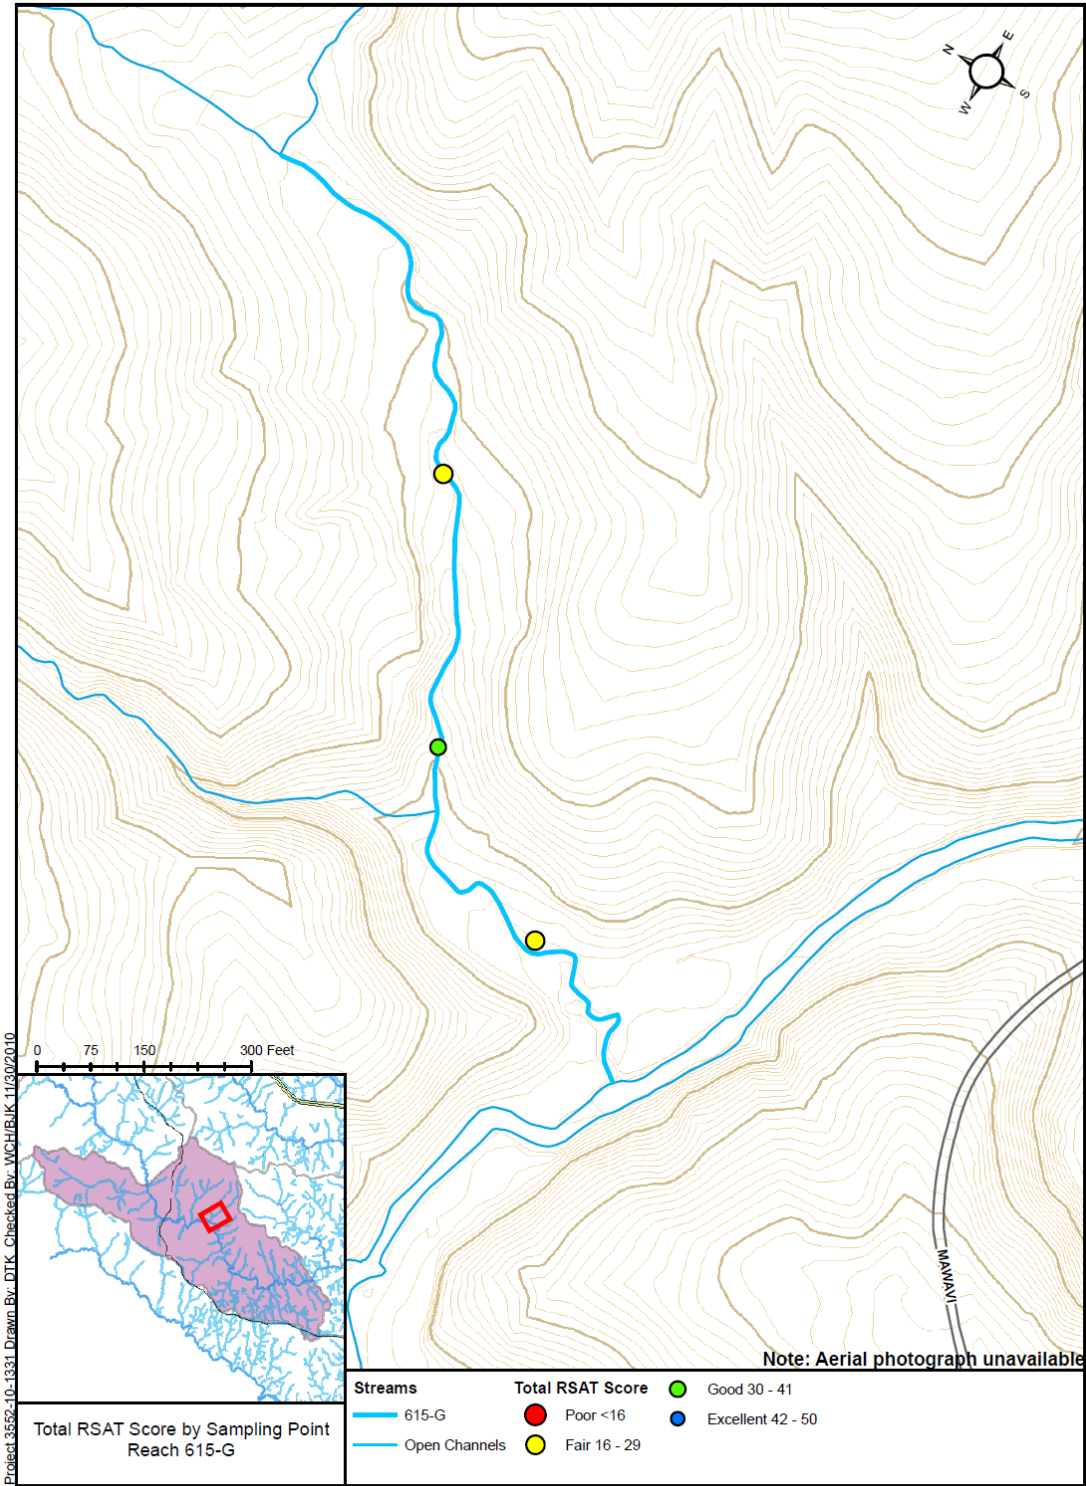 N
E
W
S
Project 3552-10-1331 Drawn By: DTK Checked By: WCH/BJK 11/30/2010
0 75 150 300 Feet
MAWAVI
Note: Aerial photograph unavailable
Total RSAT Score by Sampling Point
Reach 615-G
Streams
615-G
Open Channels
Total RSAT Score
Poor <16
Fair 16 - 29
Good 30 - 41
Excellent 42 - 50